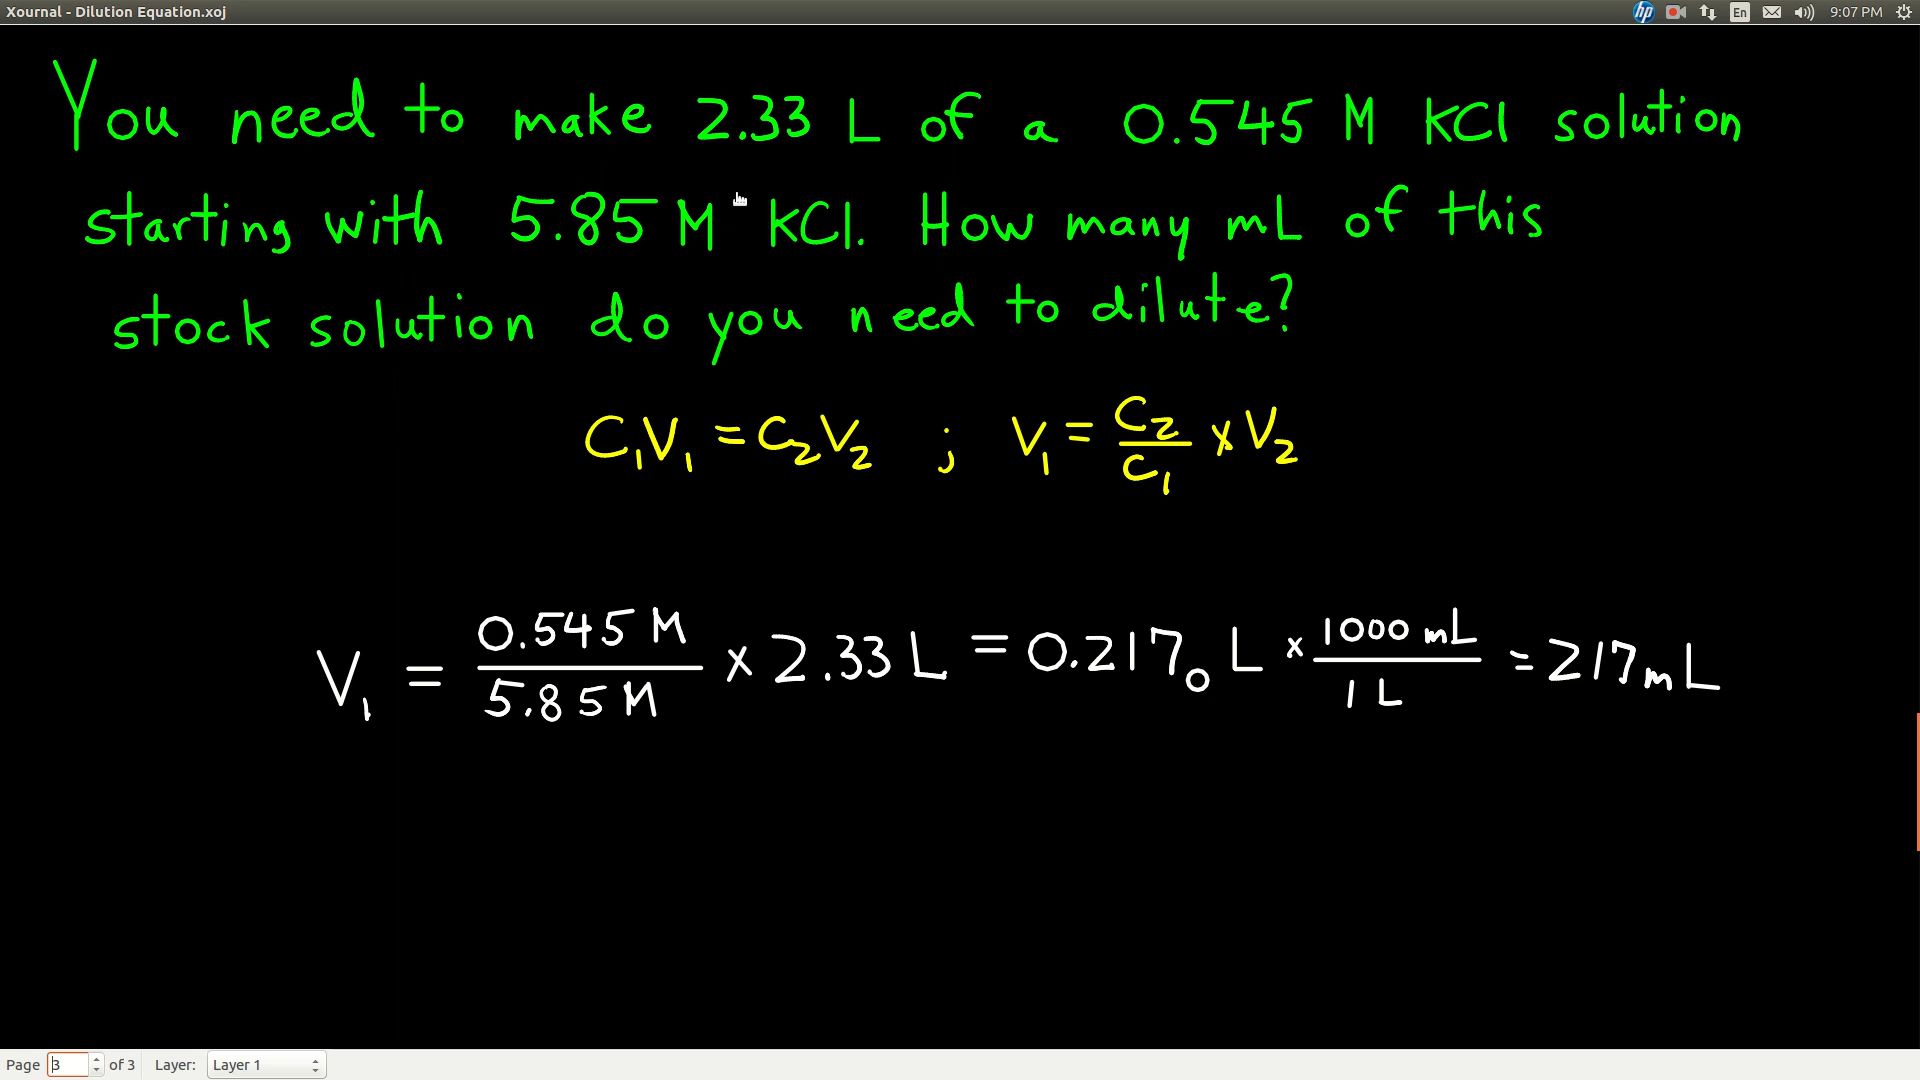 Xournal - Dilution Equation.xoj
hp En 9:07 PM
You need to make 2.33 L of a 0.545 M KCl solution
starting with 5.85 M KCl. How many mL of this
stock solution do you need to dilute?
C₁V₁ = C₂V₂ ; V₁ = C₂/C₁ x V₂
V₁ = 0.545 M/5.85 M x 2.33 L = 0.217₀ L x 1000 mL/1 L = 217 mL
Page 3 of 3 Layer: Layer 1